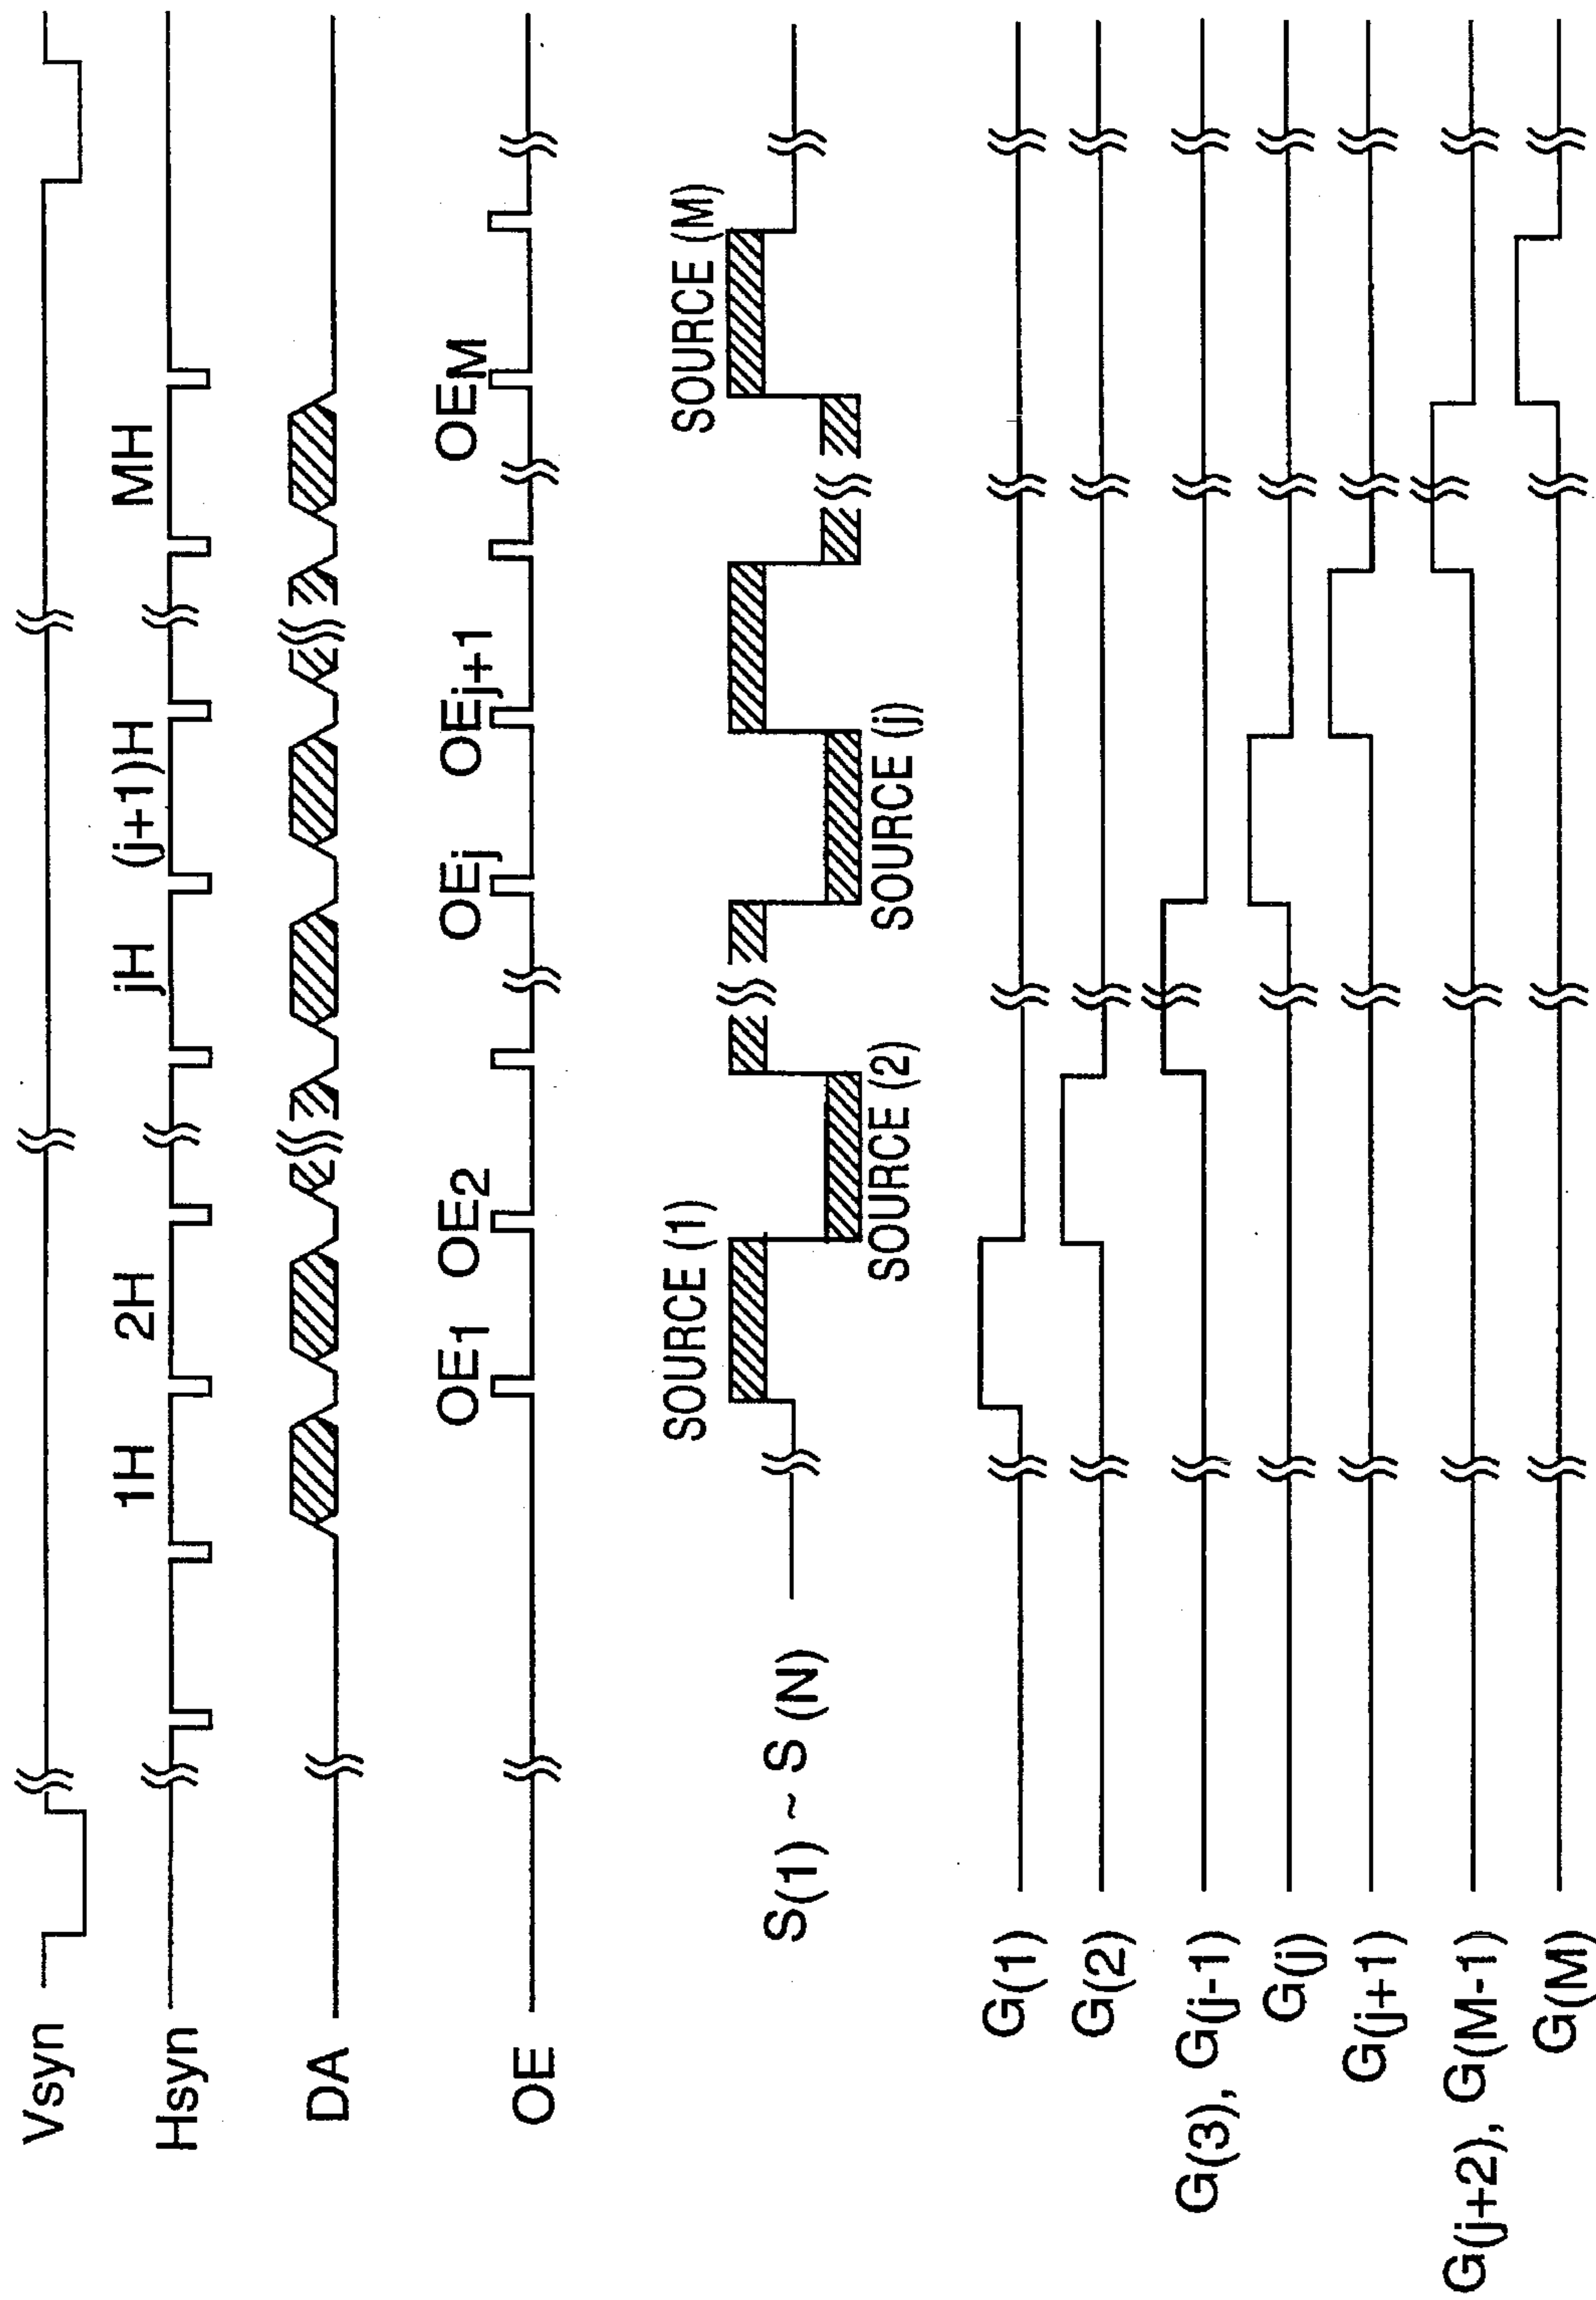 Vsyn
Hsyn
1H 2H jH (j+1)H MH
DA
OE
OE1 OE2 OEj OEj+1 OEM
SOURCE (1) SOURCE (M)
S(1) ~ S (N)
SOURCE (2) SOURCE (j)
G(1)
G(2)
G(3), G(j-1)
G(j)
G(j+1)
G(j+2), G(M-1)
G(M)